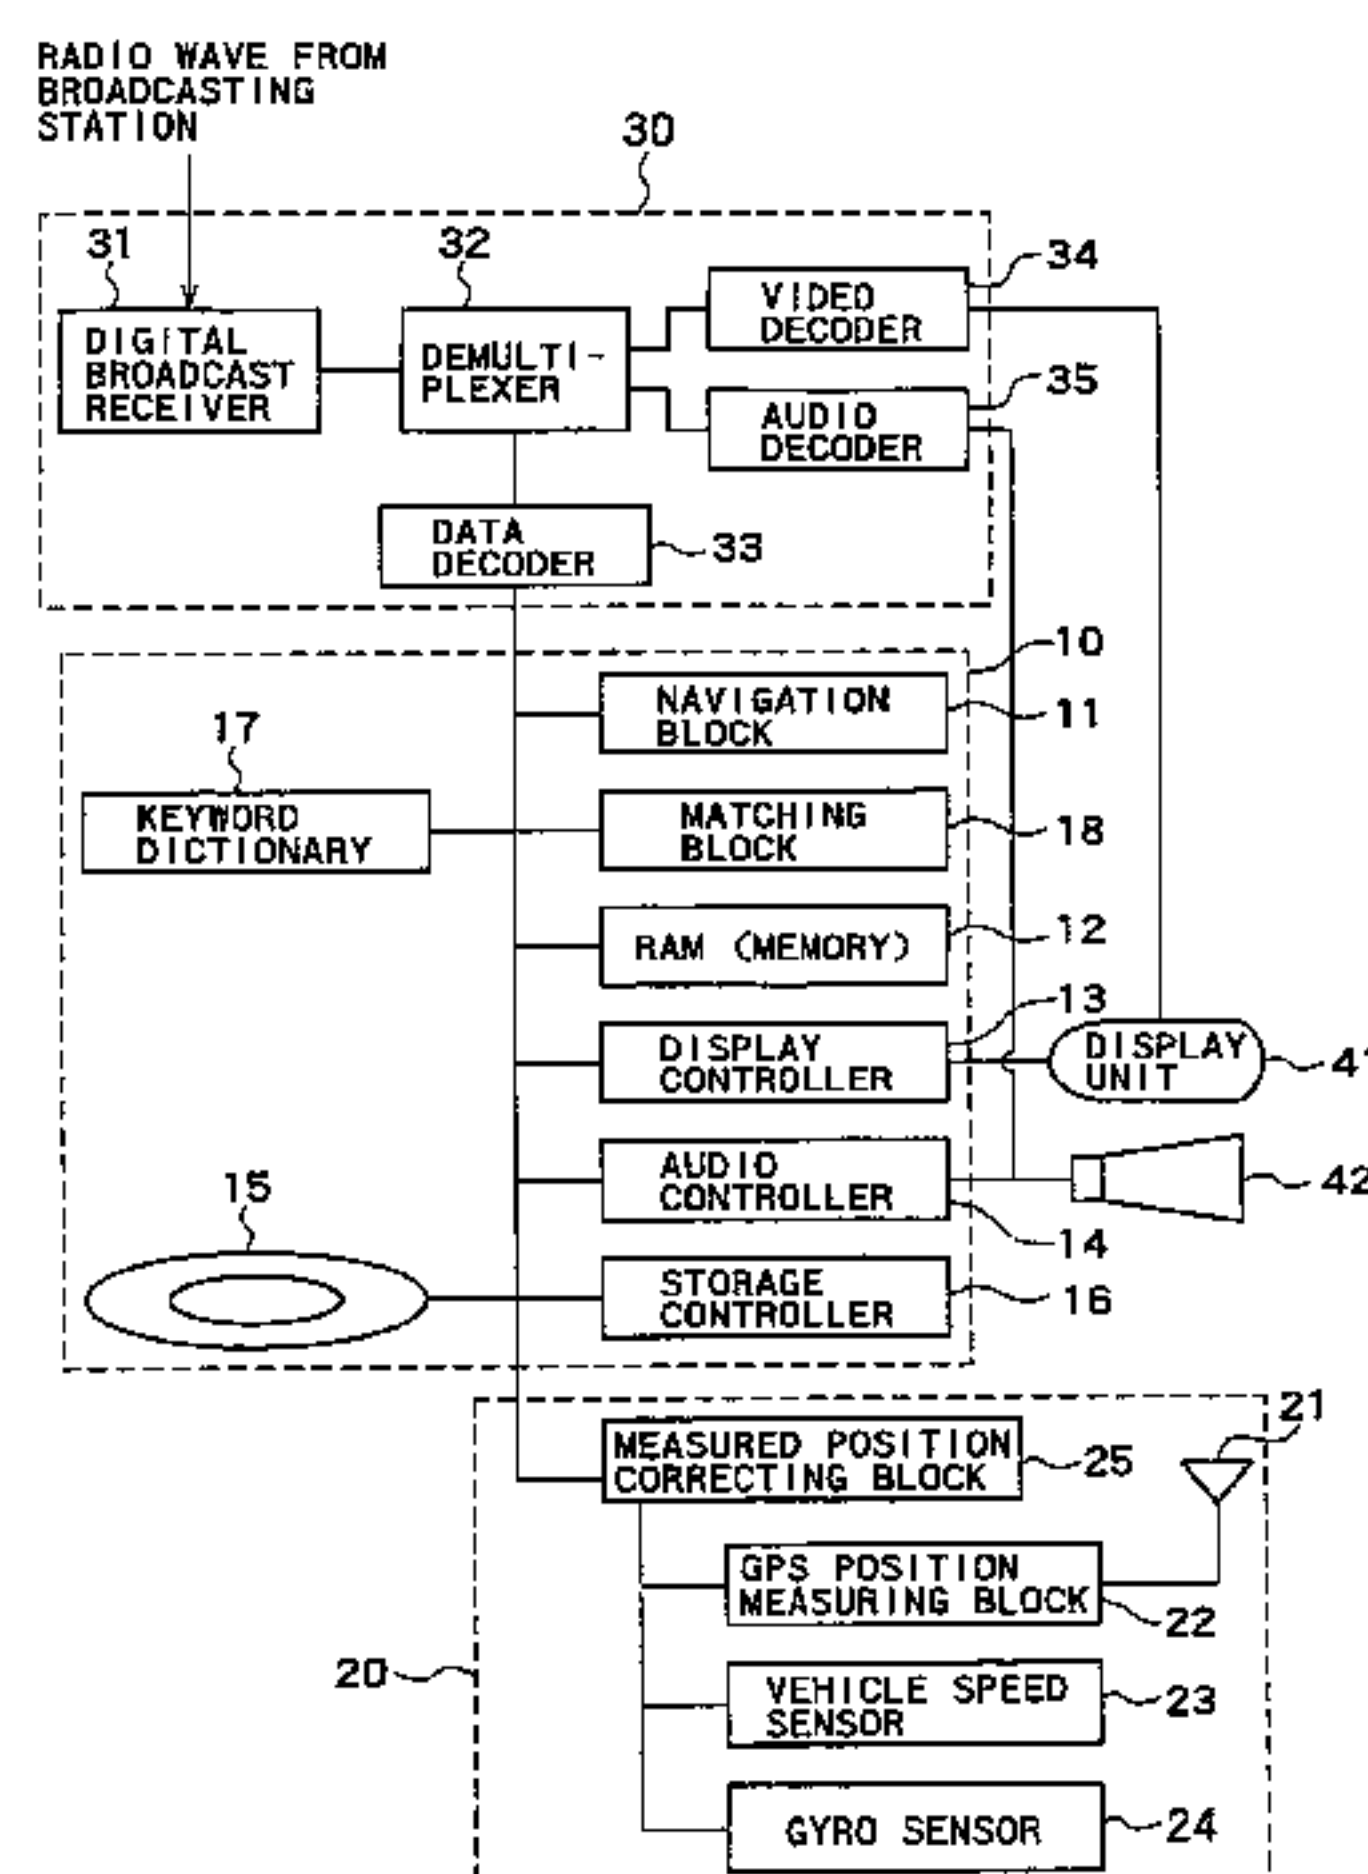 RADIO WAVE FROM
BROADCASTING
STATION
30
31
32
34
VIDEO
DECODER
DIGITAL
BROADCAST
RECEIVER
DEMULTI-
PLEXER
35
AUDIO
DECODER
DATA
DECODER
33
10
NAVIGATION
BLOCK
11
17
KEYWORD
DICTIONARY
MATCHING
BLOCK
18
RAM (MEMORY)
12
13
DISPLAY
CONTROLLER
DISPLAY
UNIT
41
AUDIO
CONTROLLER
42
14
15
STORAGE
CONTROLLER
16
21
MEASURED POSITION
CORRECTING BLOCK
25
GPS POSITION
MEASURING BLOCK
22
20
VEHICLE SPEED
SENSOR
23
GYRO SENSOR
24